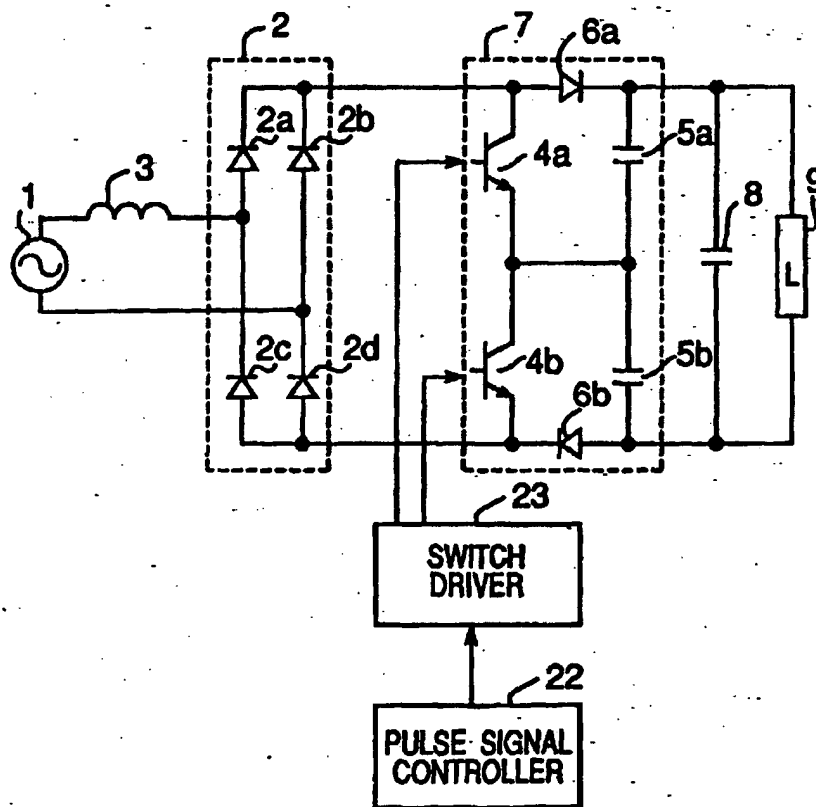 2
7
6a
2a
2b
5a
3
4a
1
8
9
L
2c
2d
4b
5b
6b
23
SWITCH
DRIVER
22
PULSE SIGNAL
CONTROLLER